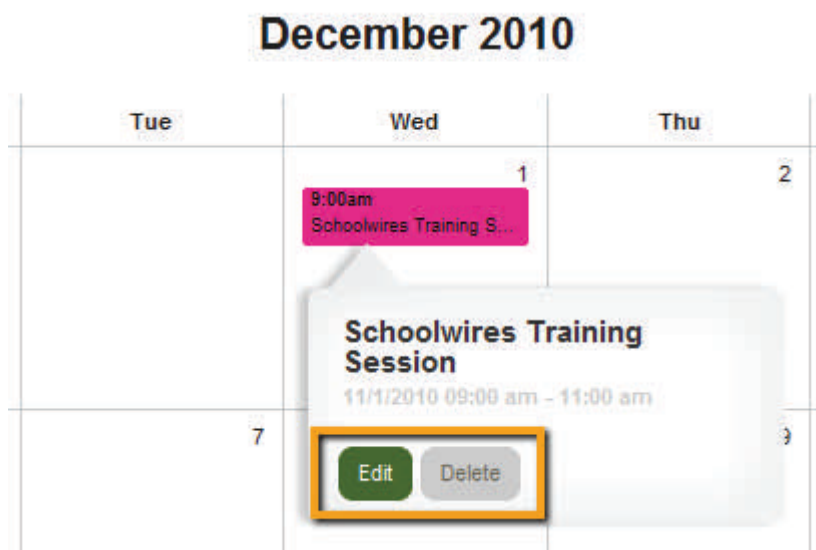 December 2010
Tue Wed Thu
1 2
9:00am
Schoolwires Training S...
Schoolwires Training
Session
11/1/2010 09:00 am - 11:00 am
7 9
Edit Delete